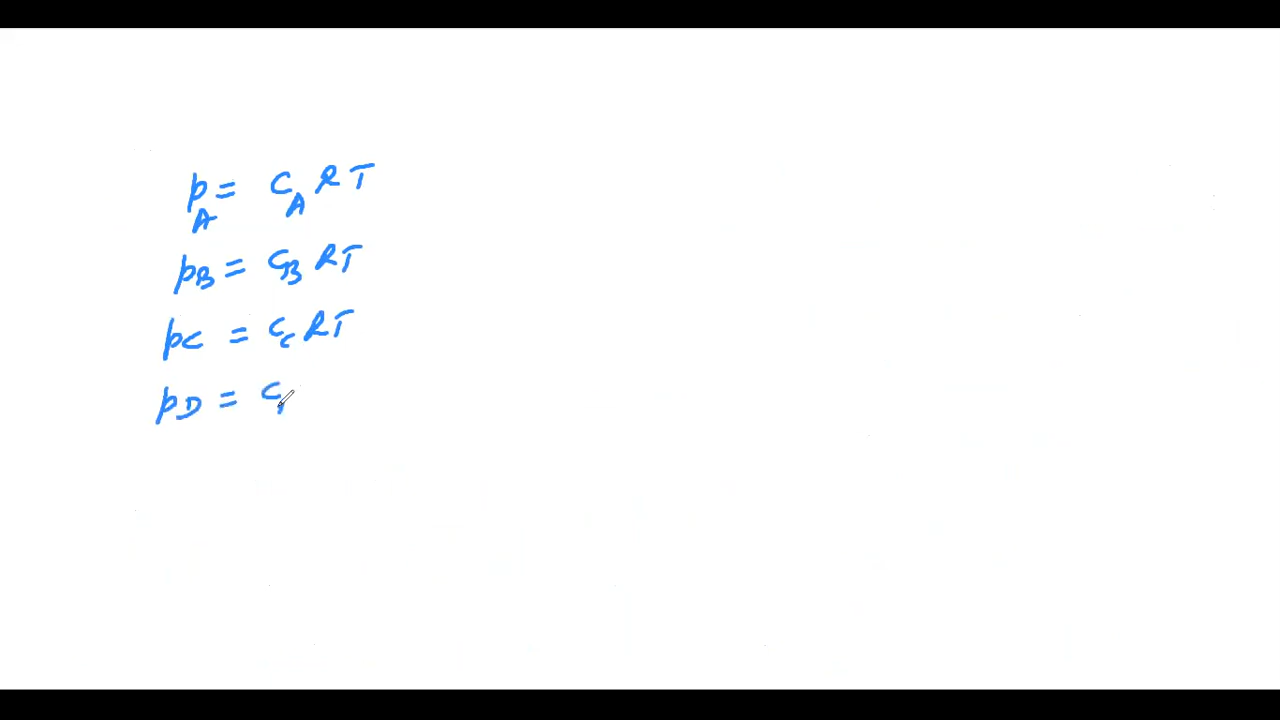 pA = CA RT
pB = CB RT
pC = CC RT
pD = C